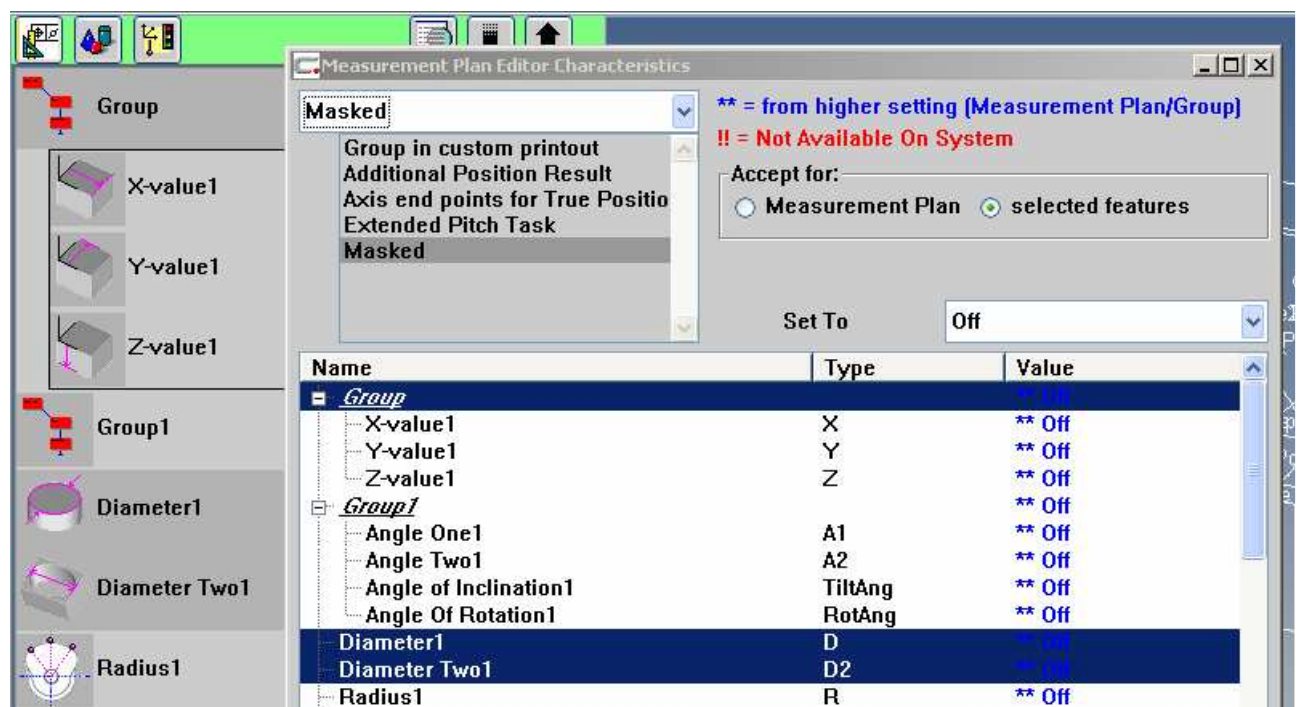 Measurement Plan Editor Characteristics
Group
X-value1
Y-value1
Z-value1
Group1
Diameter1
Diameter Two1
Radius1
Masked
Group in custom printout
Additional Position Result
Axis end points for True Positio
Extended Pitch Task
Masked
** = from higher setting (Measurement Plan/Group)
!! = Not Available On System
Accept for:
Measurement Plan selected features
Set To Off
Name Type Value
Group ** Off
X-value1 X ** Off
Y-value1 Y ** Off
Z-value1 Z ** Off
Group1 ** Off
Angle One1 A1 ** Off
Angle Two1 A2 ** Off
Angle of Inclination1 TiltAng ** Off
Angle Of Rotation1 RotAng ** Off
Diameter1 D ** Off
Diameter Two1 D2 ** Off
Radius1 R ** Off